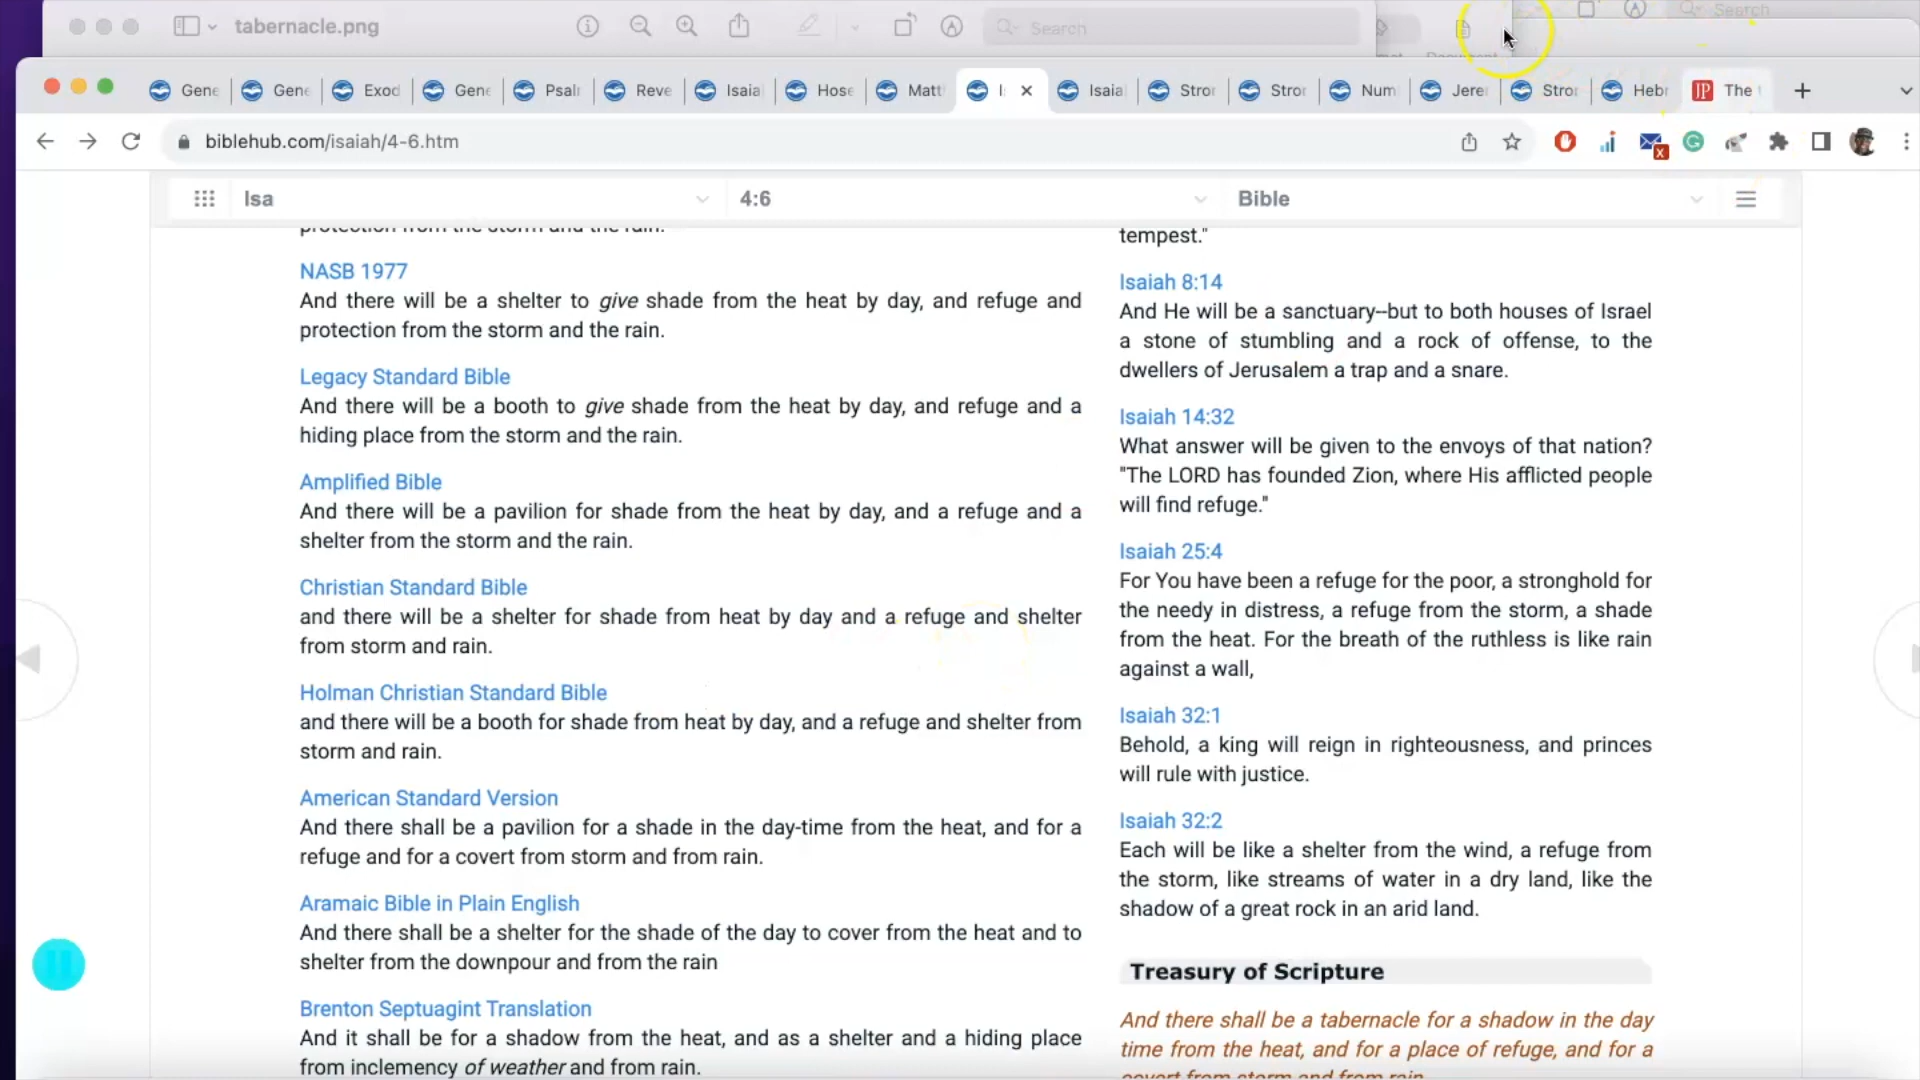 tabernacle.png
Search
Search
Gene
Gene
Exod
Gene
Psalr
Reve
Isaia
Hose
Matt
Isaia
Stror
Stror
Num
Jerer
Stror
Hebr
The
biblehub.com/isaiah/4-6.htm
Isa
4:6
Bible
protection from the storm and the rain.
NASB 1977
And there will be a shelter to give shade from the heat by day, and refuge and
protection from the storm and the rain.
Legacy Standard Bible
And there will be a booth to give shade from the heat by day, and refuge and a
hiding place from the storm and the rain.
Amplified Bible
And there will be a pavilion for shade from the heat by day, and a refuge and a
shelter from the storm and the rain.
Christian Standard Bible
and there will be a shelter for shade from heat by day and a refuge and shelter
from storm and rain.
Holman Christian Standard Bible
and there will be a booth for shade from heat by day, and a refuge and shelter from
storm and rain.
American Standard Version
And there shall be a pavilion for a shade in the day-time from the heat, and for a
refuge and for a covert from storm and from rain.
Aramaic Bible in Plain English
And there shall be a shelter for the shade of the day to cover from the heat and to
shelter from the downpour and from the rain
Brenton Septuagint Translation
And it shall be for a shadow from the heat, and as a shelter and a hiding place
from inclemency of weather and from rain.
tempest."
Isaiah 8:14
And He will be a sanctuary--but to both houses of Israel
a stone of stumbling and a rock of offense, to the
dwellers of Jerusalem a trap and a snare.
Isaiah 14:32
What answer will be given to the envoys of that nation?
"The LORD has founded Zion, where His afflicted people
will find refuge."
Isaiah 25:4
For You have been a refuge for the poor, a stronghold for
the needy in distress, a refuge from the storm, a shade
from the heat. For the breath of the ruthless is like rain
against a wall,
Isaiah 32:1
Behold, a king will reign in righteousness, and princes
will rule with justice.
Isaiah 32:2
Each will be like a shelter from the wind, a refuge from
the storm, like streams of water in a dry land, like the
shadow of a great rock in an arid land.
Treasury of Scripture
And there shall be a tabernacle for a shadow in the day
time from the heat, and for a place of refuge, and for a
covert from storm and from rain.